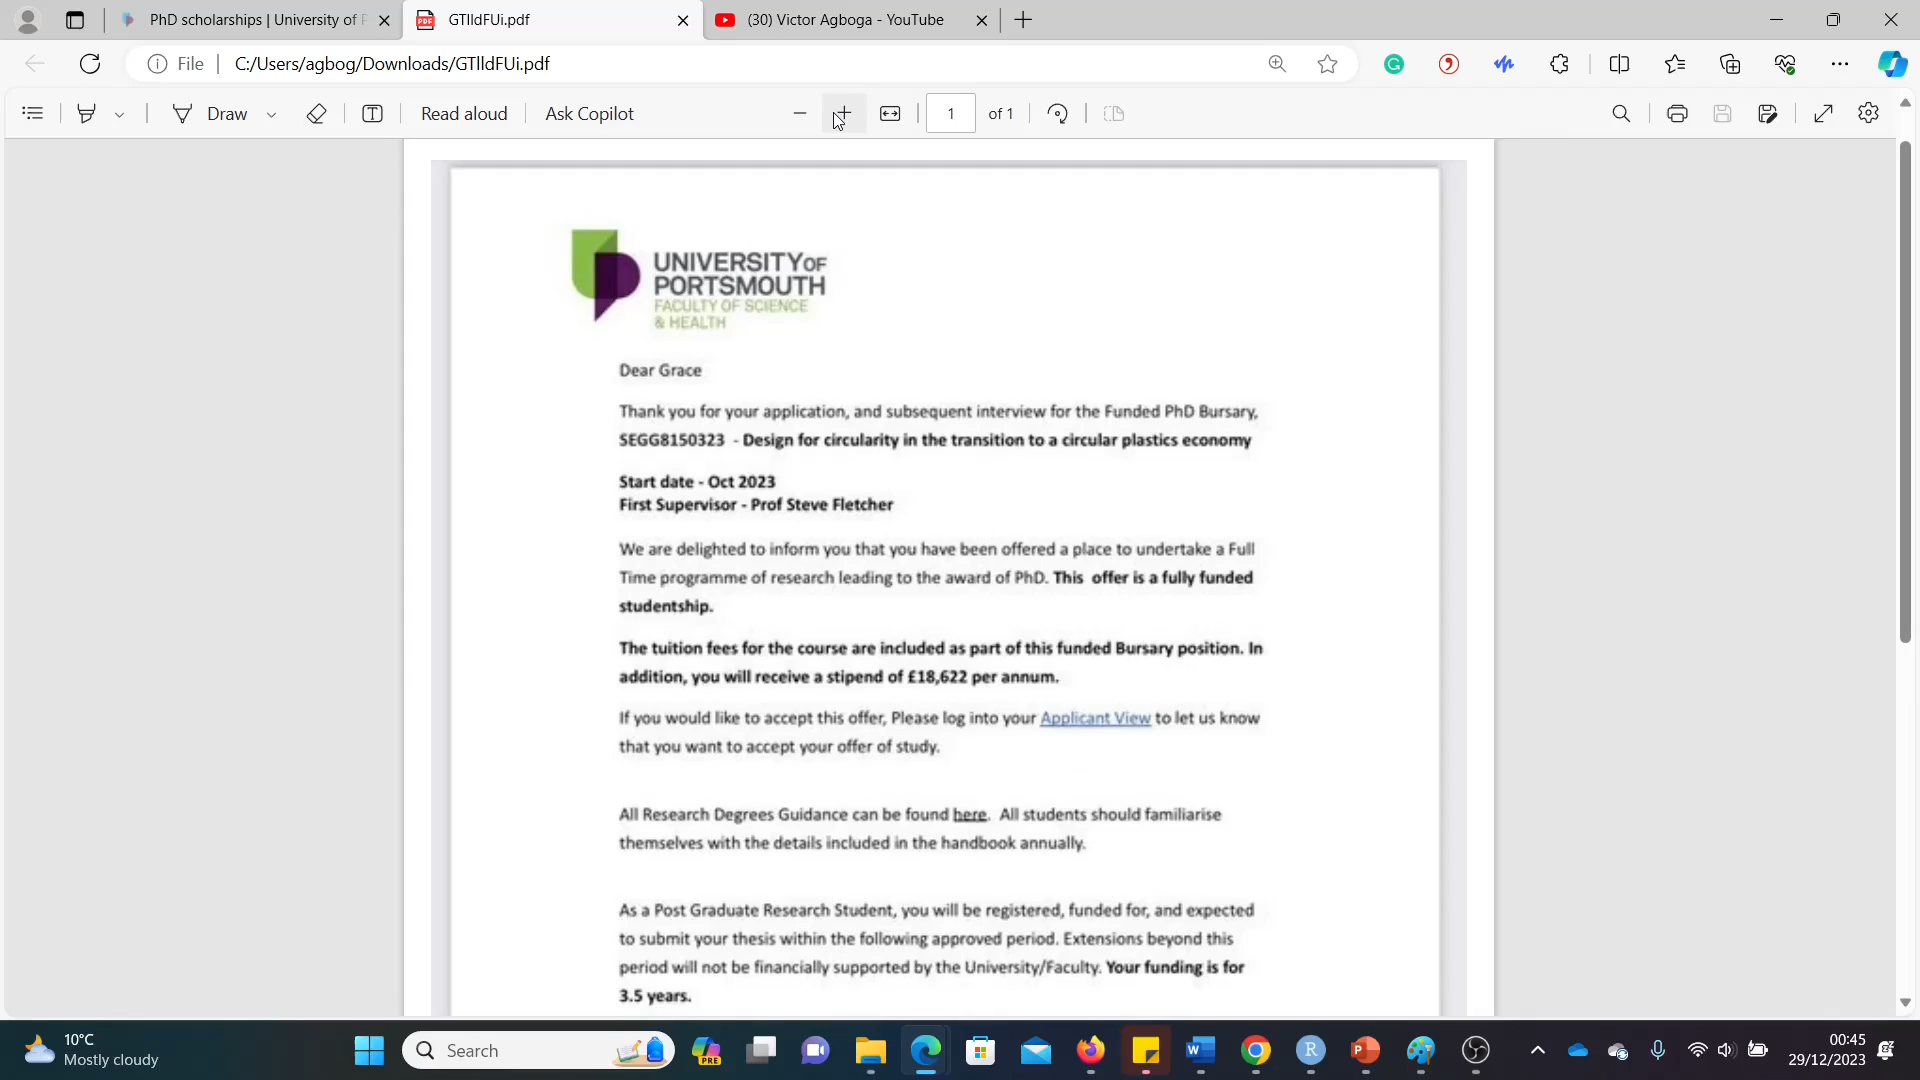 PhD scholarships | University of P
GTlldFUi.pdf
(30) Victor Agboga - YouTube
File
C:/Users/agbog/Downloads/GTlldFUi.pdf
Draw
Read aloud
Ask Copilot
1
of 1
UNIVERSITY OF
PORTSMOUTH
FACULTY OF SCIENCE
& HEALTH
Dear Grace
Thank you for your application, and subsequent interview for the Funded PhD Bursary,
SEGG8150323 - Design for circularity in the transition to a circular plastics economy
Start date - Oct 2023
First Supervisor - Prof Steve Fletcher
We are delighted to inform you that you have been offered a place to undertake a Full
Time programme of research leading to the award of PhD. This offer is a fully funded
studentship.
The tuition fees for the course are included as part of this funded Bursary position. In
addition, you will receive a stipend of £18,622 per annum.
If you would like to accept this offer, Please log into your Applicant View to let us know
that you want to accept your offer of study.
All Research Degrees Guidance can be found here. All students should familiarise
themselves with the details included in the handbook annually.
As a Post Graduate Research Student, you will be registered, funded for, and expected
to submit your thesis within the following approved period. Extensions beyond this
period will not be financially supported by the University/Faculty. Your funding is for
3.5 years.
10°C
Mostly cloudy
Search
PRE
00:45
29/12/2023